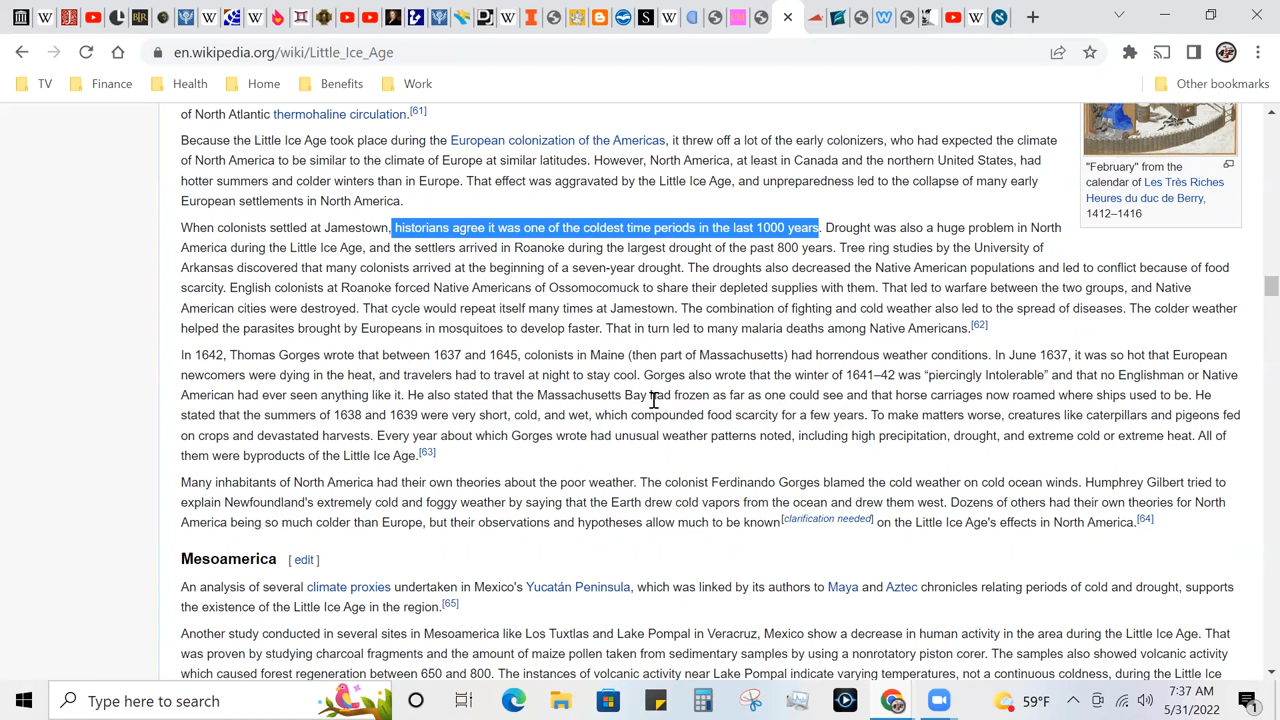 en.wikipedia.org/wiki/Little_Ice_Age
TV Finance Health Home Benefits Work Other bookmarks
of North Atlantic thermohaline circulation.[61]
Because the Little Ice Age took place during the European colonization of the Americas, it threw off a lot of the early colonizers, who had expected the climate
of North America to be similar to the climate of Europe at similar latitudes. However, North America, at least in Canada and the northern United States, had
hotter summers and colder winters than in Europe. That effect was aggravated by the Little Ice Age, and unpreparedness led to the collapse of many early
European settlements in North America.
"February" from the
calendar of Les Très Riches
Heures du duc de Berry,
1412–1416
When colonists settled at Jamestown, historians agree it was one of the coldest time periods in the last 1000 years. Drought was also a huge problem in North
America during the Little Ice Age, and the settlers arrived in Roanoke during the largest drought of the past 800 years. Tree ring studies by the University of
Arkansas discovered that many colonists arrived at the beginning of a seven-year drought. The droughts also decreased the Native American populations and led to conflict because of food
scarcity. English colonists at Roanoke forced Native Americans of Ossomocomuck to share their depleted supplies with them. That led to warfare between the two groups, and Native
American cities were destroyed. That cycle would repeat itself many times at Jamestown. The combination of fighting and cold weather also led to the spread of diseases. The colder weather
helped the parasites brought by Europeans in mosquitoes to develop faster. That in turn led to many malaria deaths among Native Americans.[62]
In 1642, Thomas Gorges wrote that between 1637 and 1645, colonists in Maine (then part of Massachusetts) had horrendous weather conditions. In June 1637, it was so hot that European
newcomers were dying in the heat, and travelers had to travel at night to stay cool. Gorges also wrote that the winter of 1641–42 was “piercingly Intolerable” and that no Englishman or Native
American had ever seen anything like it. He also stated that the Massachusetts Bay had frozen as far as one could see and that horse carriages now roamed where ships used to be. He
stated that the summers of 1638 and 1639 were very short, cold, and wet, which compounded food scarcity for a few years. To make matters worse, creatures like caterpillars and pigeons fed
on crops and devastated harvests. Every year about which Gorges wrote had unusual weather patterns noted, including high precipitation, drought, and extreme cold or extreme heat. All of
them were byproducts of the Little Ice Age.[63]
Many inhabitants of North America had their own theories about the poor weather. The colonist Ferdinando Gorges blamed the cold weather on cold ocean winds. Humphrey Gilbert tried to
explain Newfoundland's extremely cold and foggy weather by saying that the Earth drew cold vapors from the ocean and drew them west. Dozens of others had their own theories for North
America being so much colder than Europe, but their observations and hypotheses allow much to be known[clarification needed] on the Little Ice Age's effects in North America.[64]
Mesoamerica [ edit ]
An analysis of several climate proxies undertaken in Mexico's Yucatán Peninsula, which was linked by its authors to Maya and Aztec chronicles relating periods of cold and drought, supports
the existence of the Little Ice Age in the region.[65]
Another study conducted in several sites in Mesoamerica like Los Tuxtlas and Lake Pompal in Veracruz, Mexico show a decrease in human activity in the area during the Little Ice Age. That
was proven by studying charcoal fragments and the amount of maize pollen taken from sedimentary samples by using a nonrotatory piston corer. The samples also showed volcanic activity
which caused forest regeneration between 650 and 800. The instances of volcanic activity near Lake Pompal indicate varying temperatures, not a continuous coldness, during the Little Ice
Type here to search
59°F
7:37 AM
5/31/2022
1